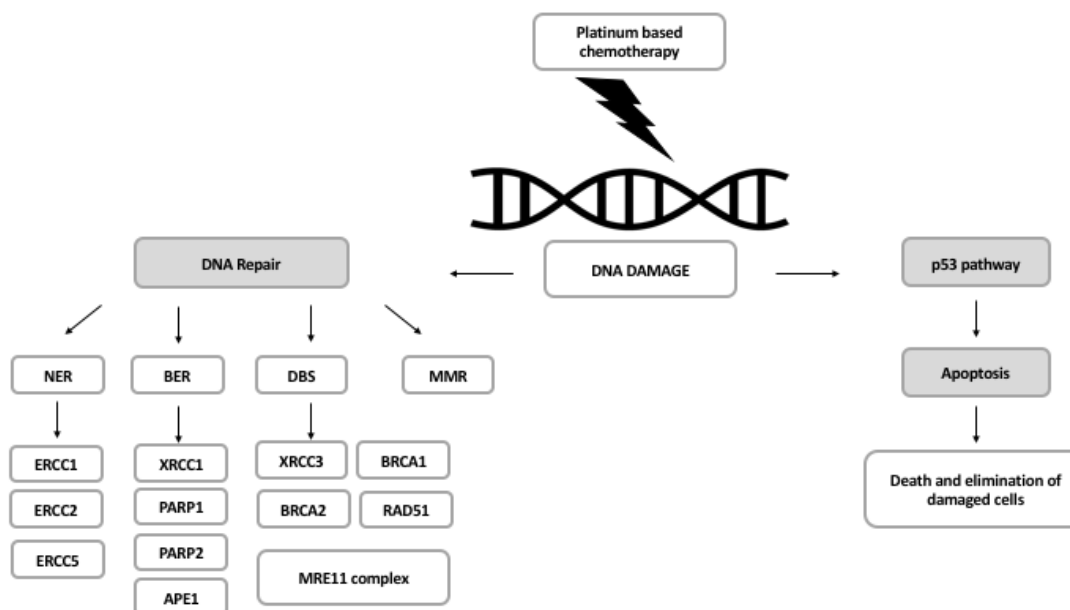 Platinum based
chemotherapy
DNA Repair
DNA DAMAGE
p53 pathway
NER
BER
DBS
MMR
Apoptosis
ERCC1
XRCC1
XRCC3
BRCA1
ERCC2
PARP1
BRCA2
RAD51
Death and elimination of
damaged cells
ERCC5
PARP2
MRE11 complex
APE1